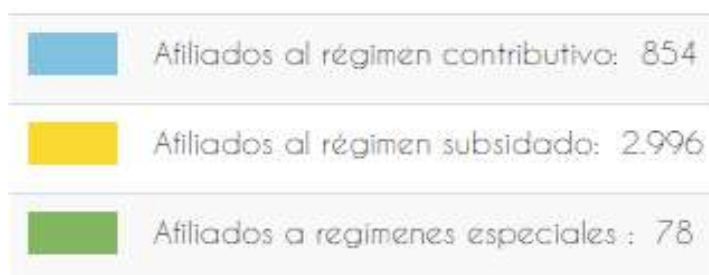 Afiliados al régimen contributivo: 854
Afiliados al régimen subsidado: 2.996
Afiliados a regimenes especiales : 78